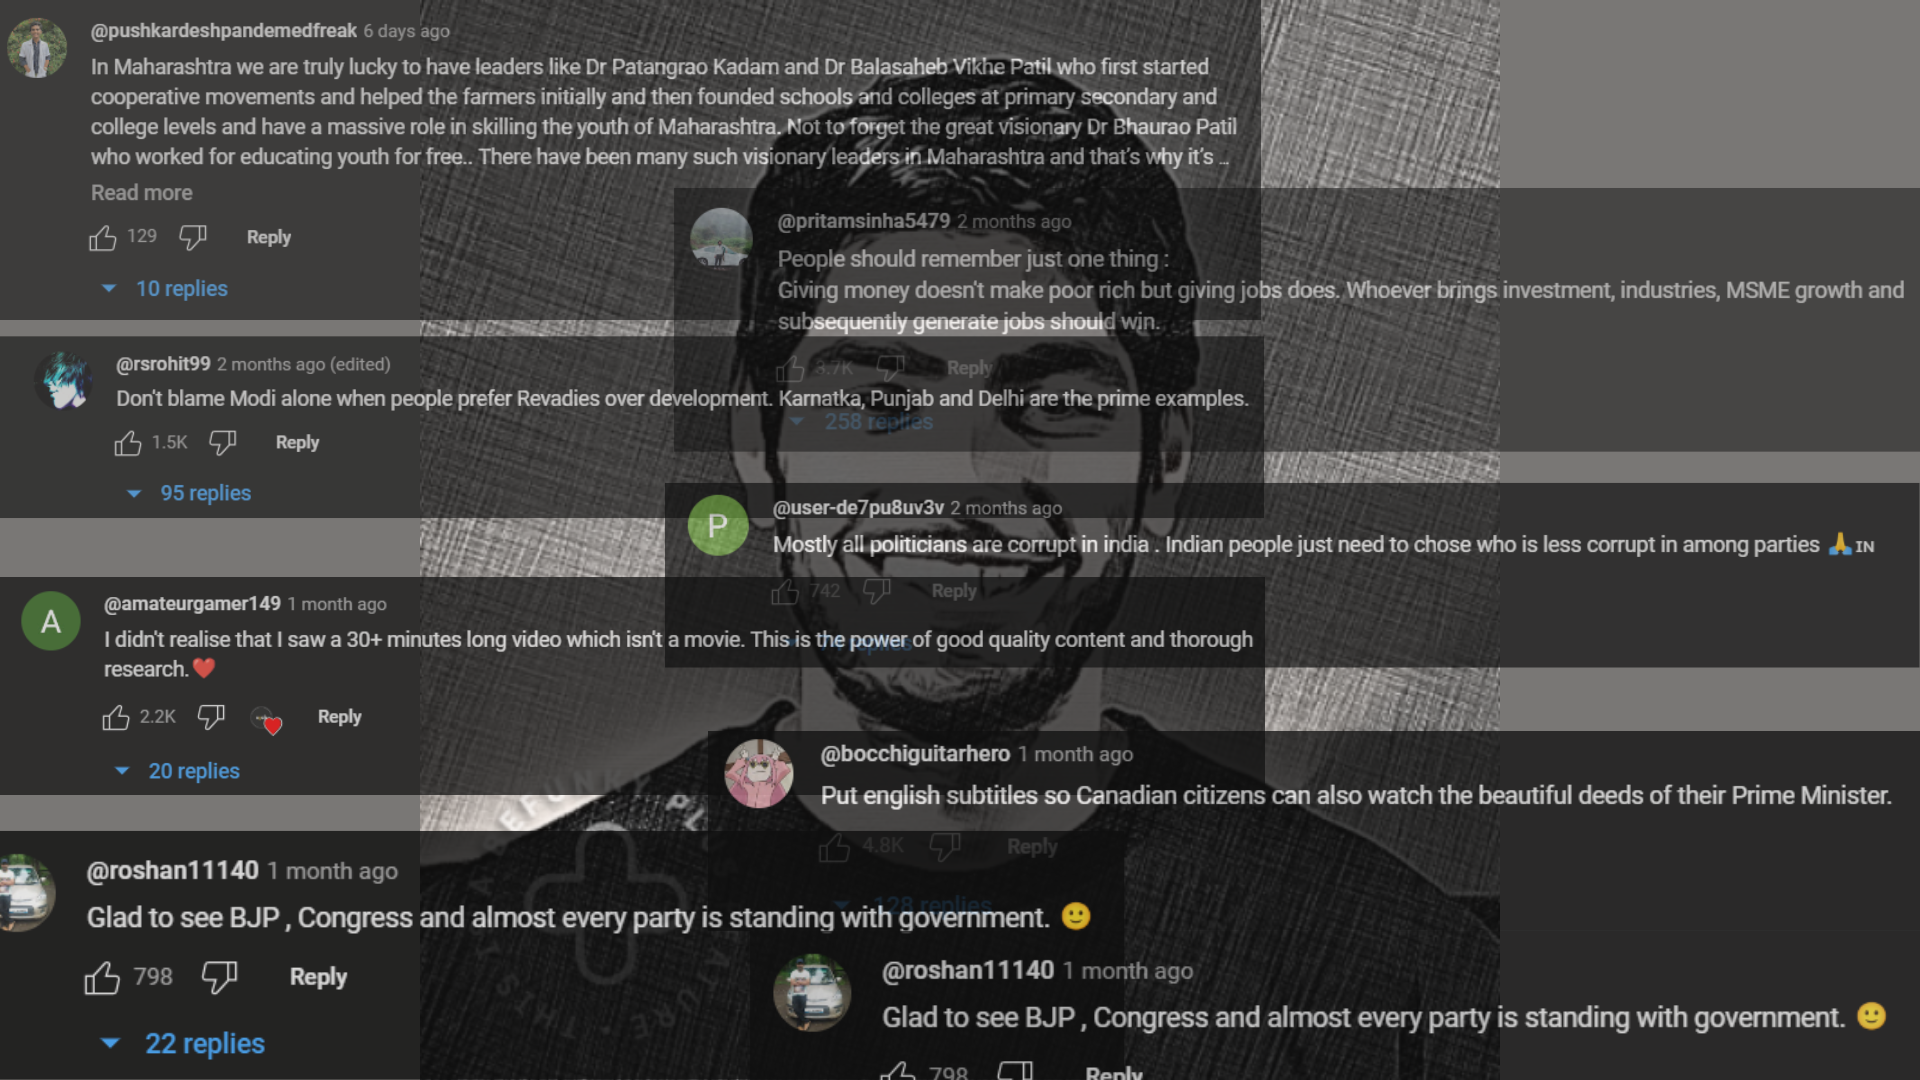 @pushkardeshpandemedfreak 6 days ago
In Maharashtra we are truly lucky to have leaders like Dr Patangrao Kadam and Dr Balasaheb Vikhe Patil who first started
cooperative movements and helped the farmers initially and then founded schools and colleges at primary secondary and
college levels and have a massive role in skilling the youth of Maharashtra. Not to forget the great visionary Dr Bhaurao Patil
who worked for educating youth for free.. There have been many such visionary leaders in Maharashtra and that's why it's ...
Read more
129 Reply
10 replies
@pritamsinha5479 2 months ago
People should remember just one thing :
Giving money doesn't make poor rich but giving jobs does. Whoever brings investment, industries, MSME growth and
subsequently generate jobs should win.
3.7K Reply
258 replies
@rsrohit99 2 months ago (edited)
Don't blame Modi alone when people prefer Revadies over development. Karnatka, Punjab and Delhi are the prime examples.
1.5K Reply
95 replies
P
@user-de7pu8uv3v 2 months ago
Mostly all politicians are corrupt in india . Indian people just need to chose who is less corrupt in among parties 🙏 IN
742 Reply
A
@amateurgamer149 1 month ago
I didn't realise that I saw a 30+ minutes long video which isn't a movie. This is the power of good quality content and thorough
research.❤️
2.2K Reply
20 replies
@bocchiguitarhero 1 month ago
Put english subtitles so Canadian citizens can also watch the beautiful deeds of their Prime Minister.
4.8K Reply
128 replies
@roshan11140 1 month ago
Glad to see BJP , Congress and almost every party is standing with government. 🙂
798 Reply
22 replies
@roshan11140 1 month ago
Glad to see BJP , Congress and almost every party is standing with government. 🙂
798 Reply